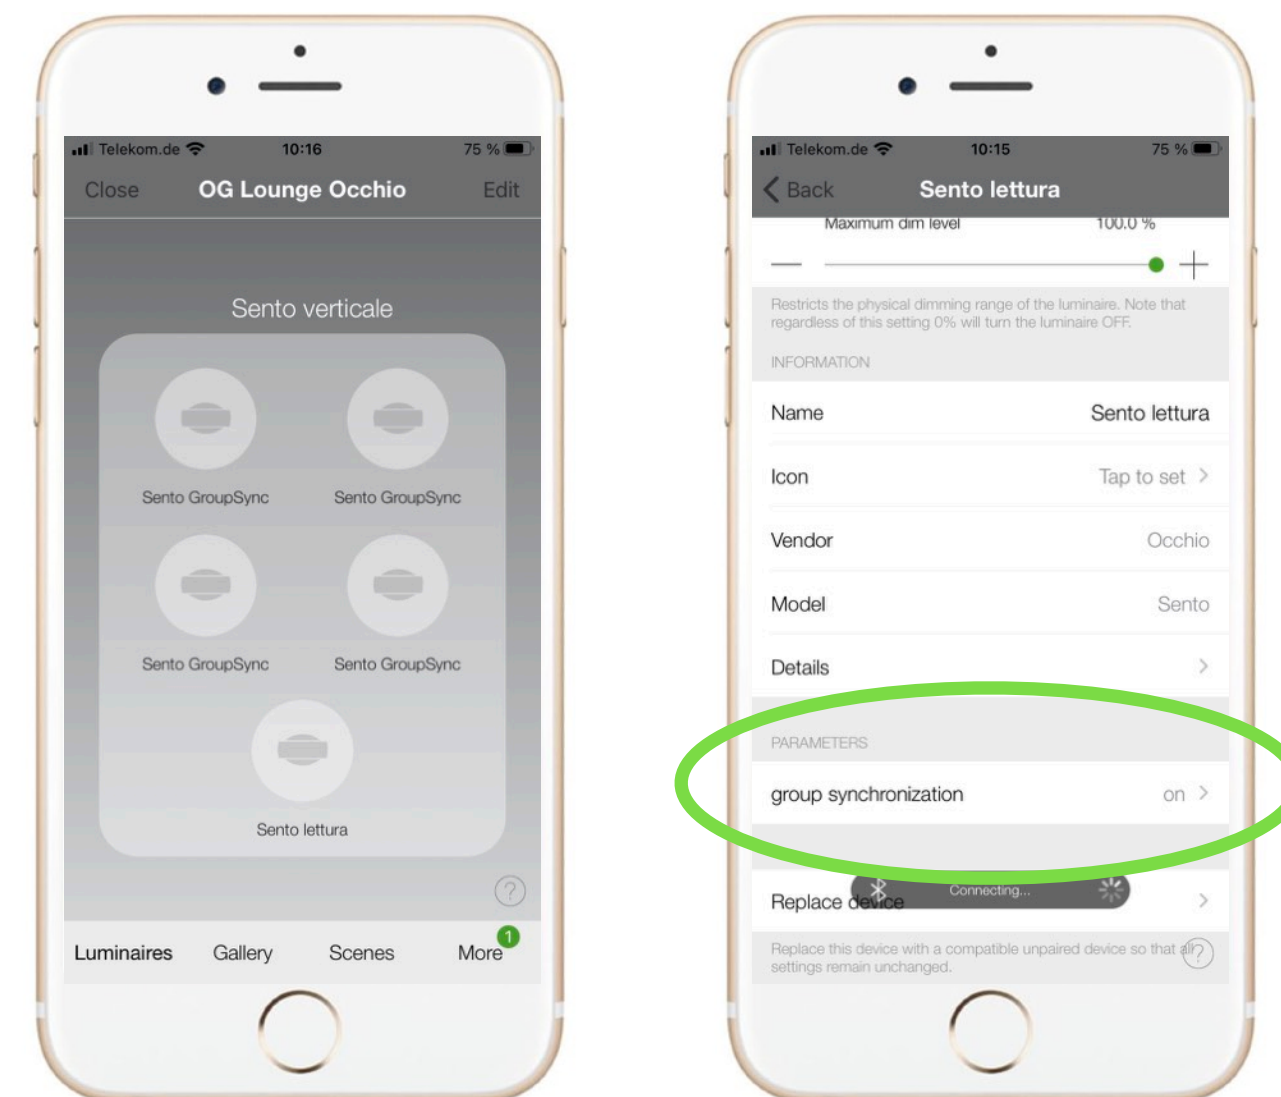 Telekom.de 10:16 75 %
Close OG Lounge Occhio Edit
Sento verticale
Sento GroupSync Sento GroupSync
Sento GroupSync Sento GroupSync
Sento lettura
Luminaires Gallery Scenes More 1
Telekom.de 10:15 75 %
Back Sento lettura
Maximum dim level 100.0 %
Restricts the physical dimming range of the luminaire. Note that
regardless of this setting 0% will turn the luminaire OFF.
INFORMATION
Name Sento lettura
Icon Tap to set
Vendor Occhio
Model Sento
Details
PARAMETERS
group synchronization on
Connecting...
Replace device
Replace this device with a compatible unpaired device so that all
settings remain unchanged.